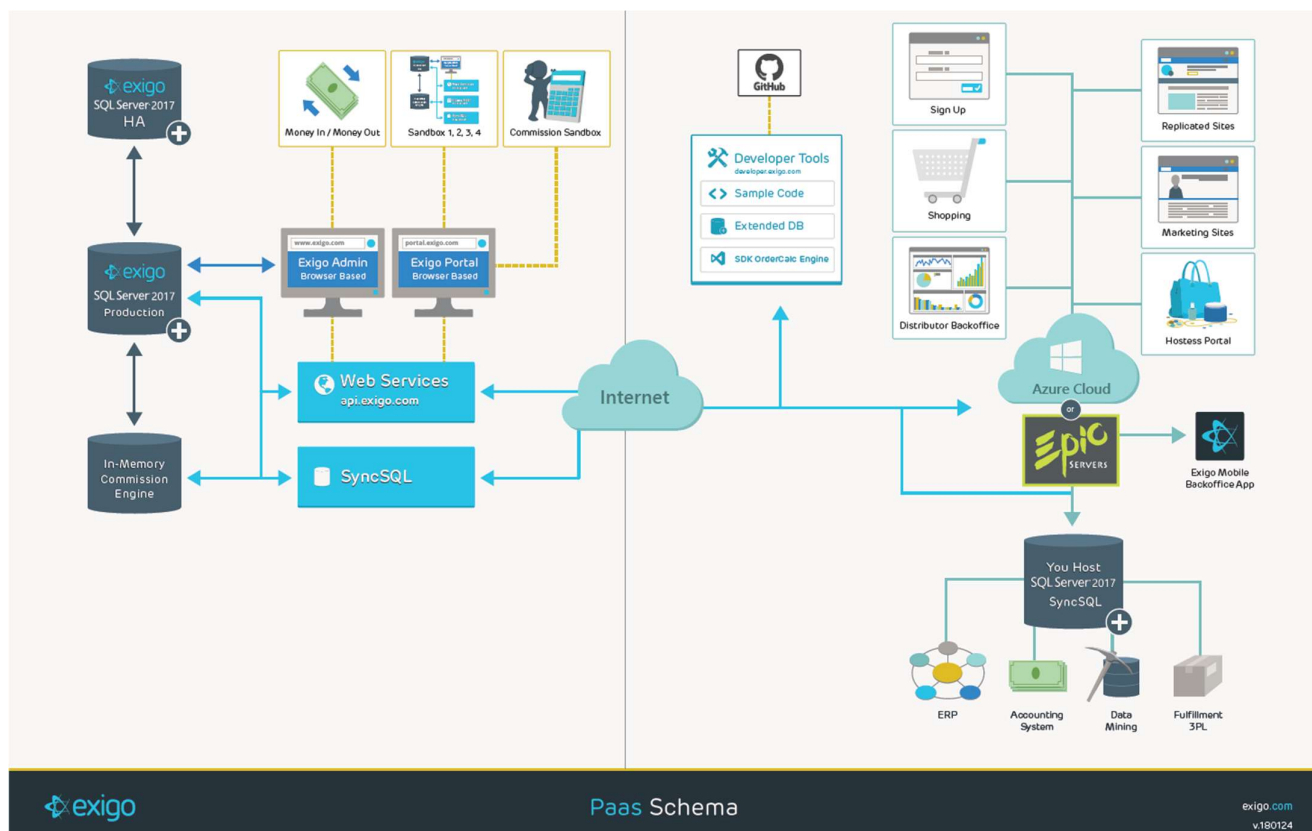 exigo
SQL Server 2017
HA
Money In / Money Out
Sandbox 1, 2, 3, 4
Commission Sandbox
exigo
SQL Server 2017
Production
www.exigo.com
Exigo Admin
Browser Based
portal.exigo.com
Exigo Portal
Browser Based
Web Services
api.exigo.com
In-Memory
Commission
Engine
SyncSQL
Internet
GitHub
Developer Tools
developer.exigo.com
Sample Code
Extended DB
SDK OrderCalc Engine
Sign Up
Replicated Sites
Shopping
Marketing Sites
Distributor Backoffice
Hostess Portal
Azure Cloud
or
Epic
SERVERS
Exigo Mobile
Backoffice App
You Host
SQL Server 2017
SyncSQL
ERP
Accounting
System
Data
Mining
Fulfillment
3PL
exigo
Paas Schema
exigo.com
v.180124